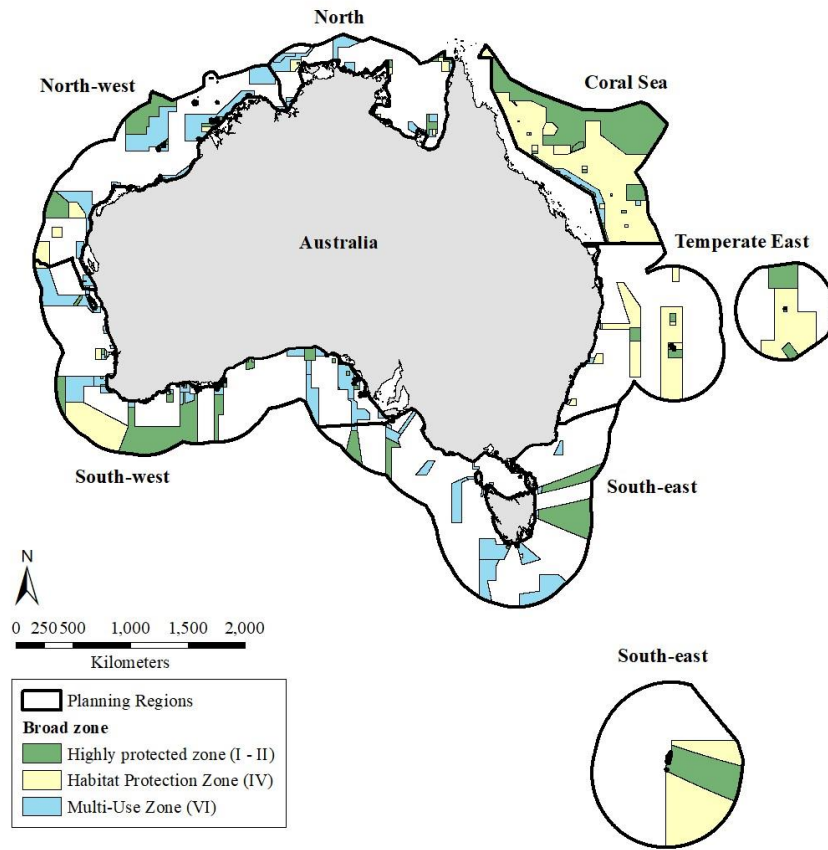 North
North-west
Coral Sea
Australia
Temperate East
South-west
South-east
N
0 250 500 1,000 1,500 2,000
Kilometers
South-east
Planning Regions
Broad zone
Highly protected zone (I - II)
Habitat Protection Zone (IV)
Multi-Use Zone (VI)